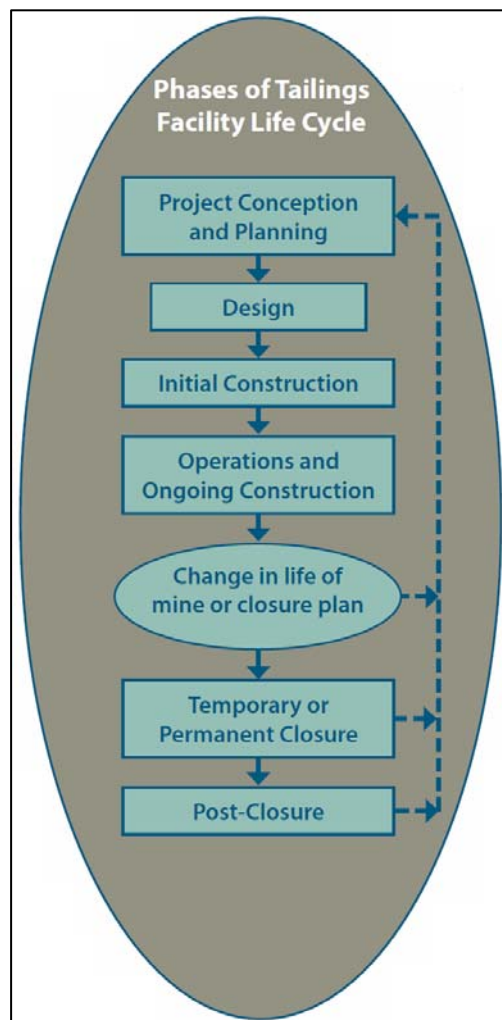 Phases of Tailings
Facility Life Cycle
Project Conception
and Planning
Design
Initial Construction
Operations and
Ongoing Construction
Change in life of
mine or closure plan
Temporary or
Permanent Closure
Post-Closure